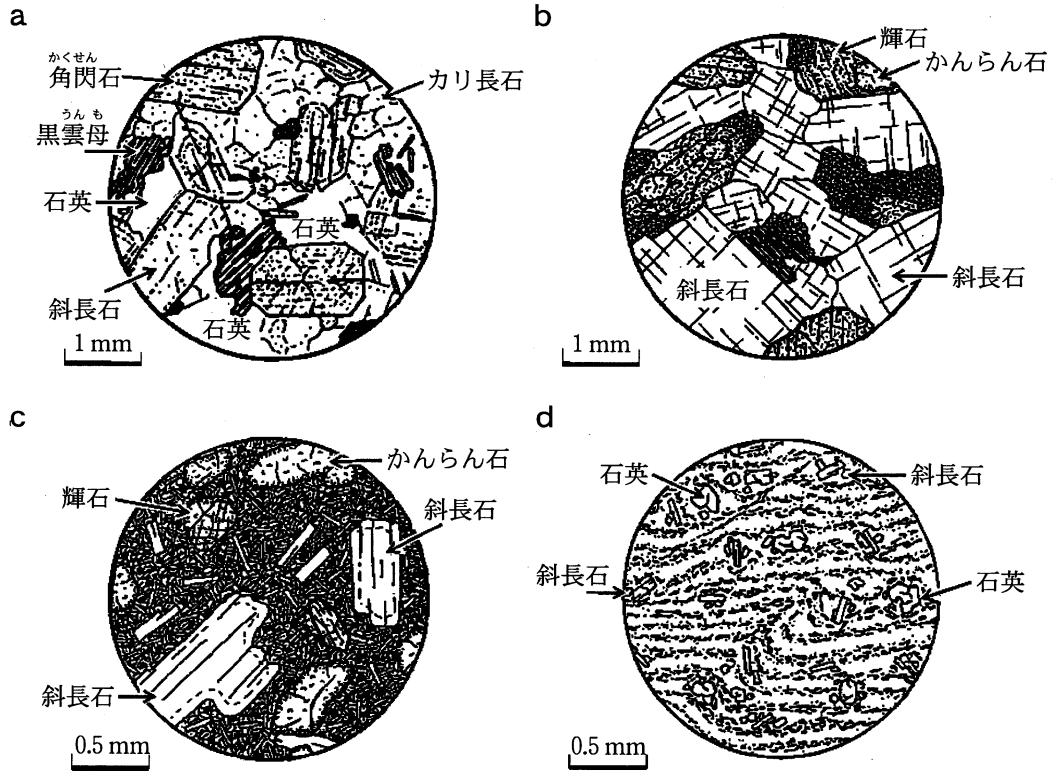 a
かくせん
角閃石
カリ長石
うんも
黒雲母
石英
石英
斜長石
石英
1 mm
b
輝石
かんらん石
斜長石
斜長石
1 mm
c
かんらん石
輝石
斜長石
斜長石
0.5 mm
d
石英
斜長石
斜長石
石英
0.5 mm